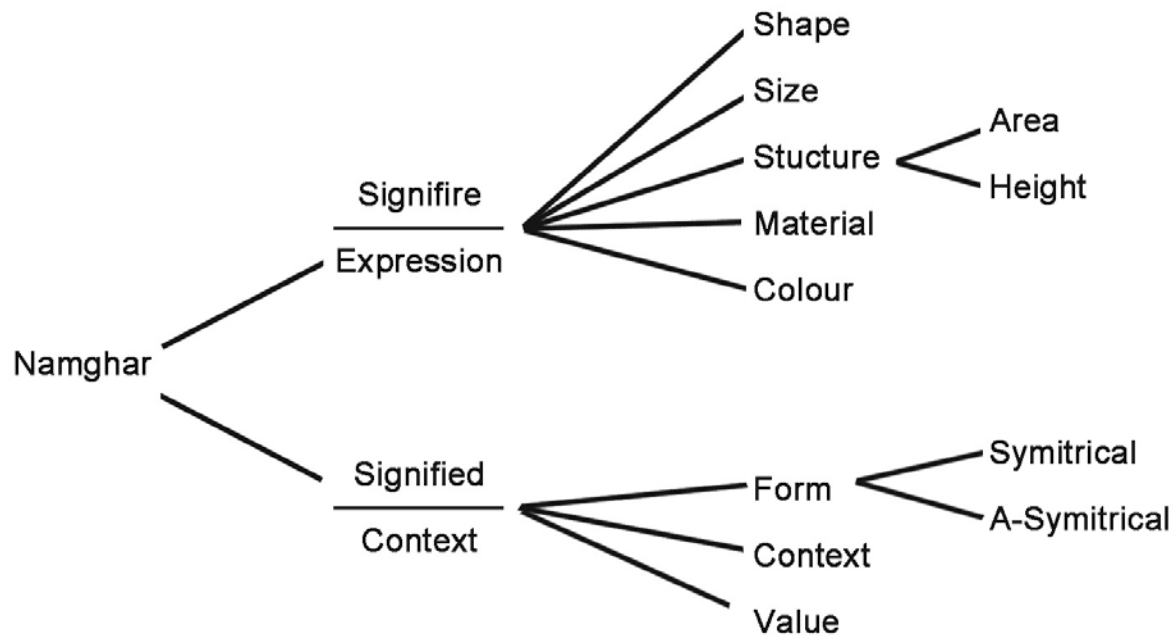 Shape
Size
Stucture
Area
Height
Signifire
Material
Expression
Colour
Namghar
Signified
Form
Symitrical
A-Symitrical
Context
Context
Value